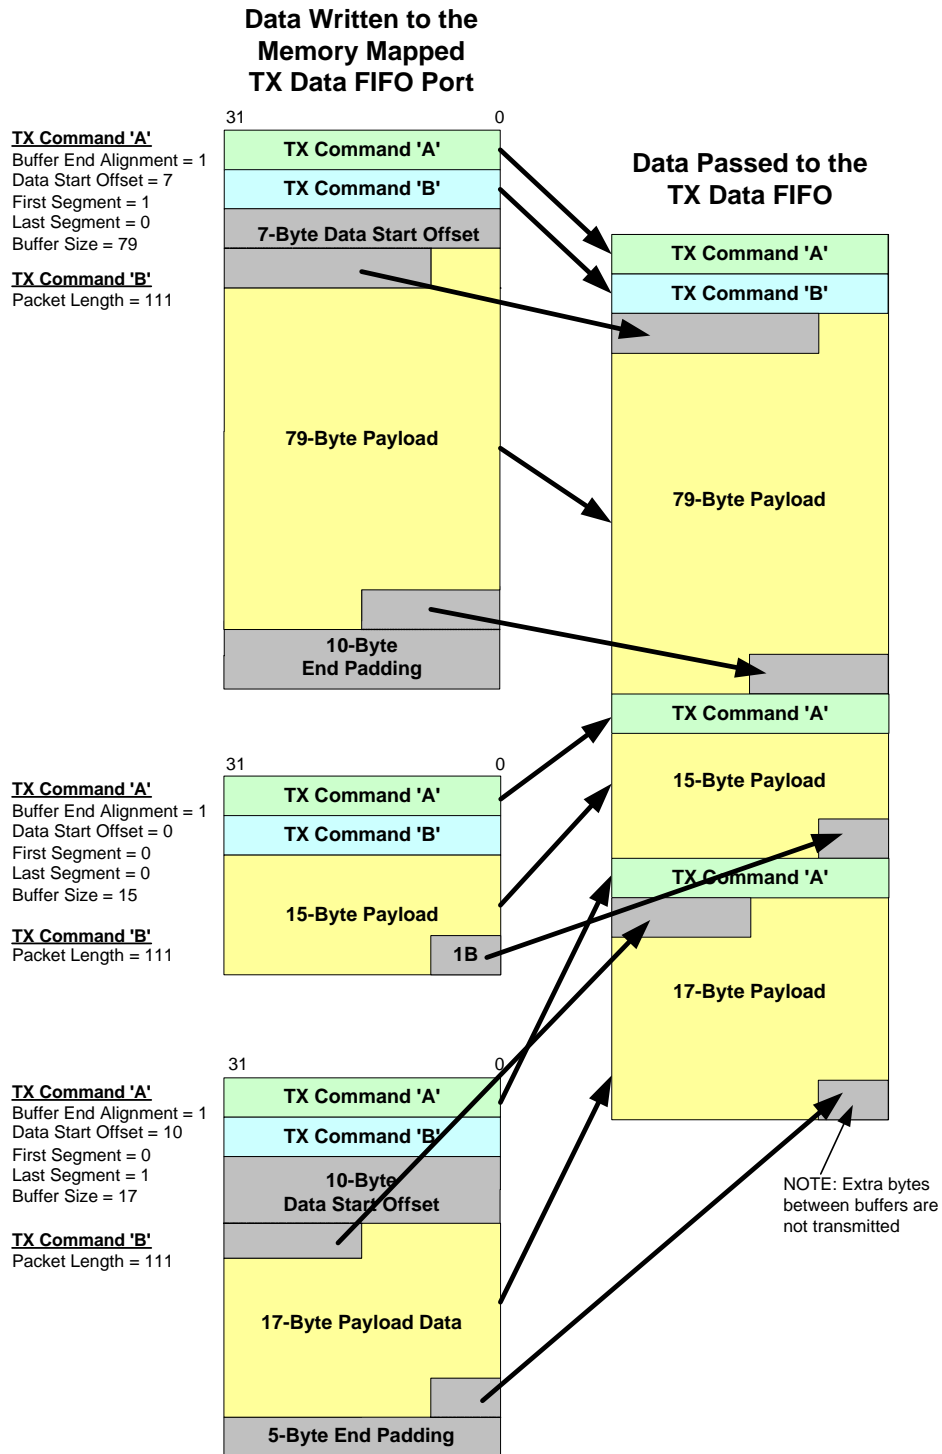 Data Written to the
Memory Mapped
TX Data FIFO Port
31
0
TX Command 'A'
Buffer End Alignment = 1
Data Start Offset = 7
First Segment = 1
Last Segment = 0
Buffer Size = 79
TX Command 'B'
Packet Length = 111
TX Command 'A'
TX Command 'B'
7-Byte Data Start Offset
79-Byte Payload
10-Byte
End Padding
Data Passed to the
TX Data FIFO
TX Command 'A'
TX Command 'B'
79-Byte Payload
TX Command 'A'
15-Byte Payload
TX Command 'A'
17-Byte Payload
NOTE: Extra bytes
between buffers are
not transmitted
31
0
TX Command 'A'
Buffer End Alignment = 1
Data Start Offset = 0
First Segment = 0
Last Segment = 0
Buffer Size = 15
TX Command 'B'
Packet Length = 111
TX Command 'A'
TX Command 'B'
15-Byte Payload
1B
31
0
TX Command 'A'
Buffer End Alignment = 1
Data Start Offset = 10
First Segment = 0
Last Segment = 1
Buffer Size = 17
TX Command 'B'
Packet Length = 111
TX Command 'A'
TX Command 'B'
10-Byte
Data Start Offset
17-Byte Payload Data
5-Byte End Padding